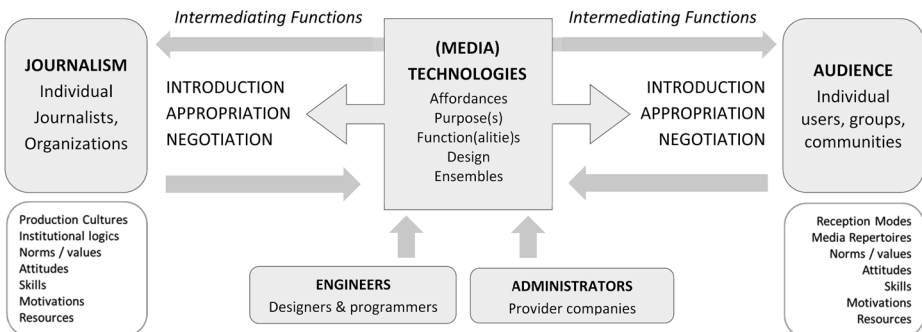 Intermediating Functions
Intermediating Functions
JOURNALISM
Individual
Journalists,
Organizations
INTRODUCTION
APPROPRIATION
NEGOTIATION
(MEDIA)
TECHNOLOGIES
Affordances
Purpose(s)
Function(alitie)s
Design
Ensembles
INTRODUCTION
APPROPRIATION
NEGOTIATION
AUDIENCE
Individual
users, groups,
communities
Production Cultures
Institutional logics
Norms / values
Attitudes
Skills
Motivations
Resources
ENGINEERS
Designers & programmers
ADMINISTRATORS
Provider companies
Reception Modes
Media Repertoires
Norms / values
Attitudes
Skills
Motivations
Resources